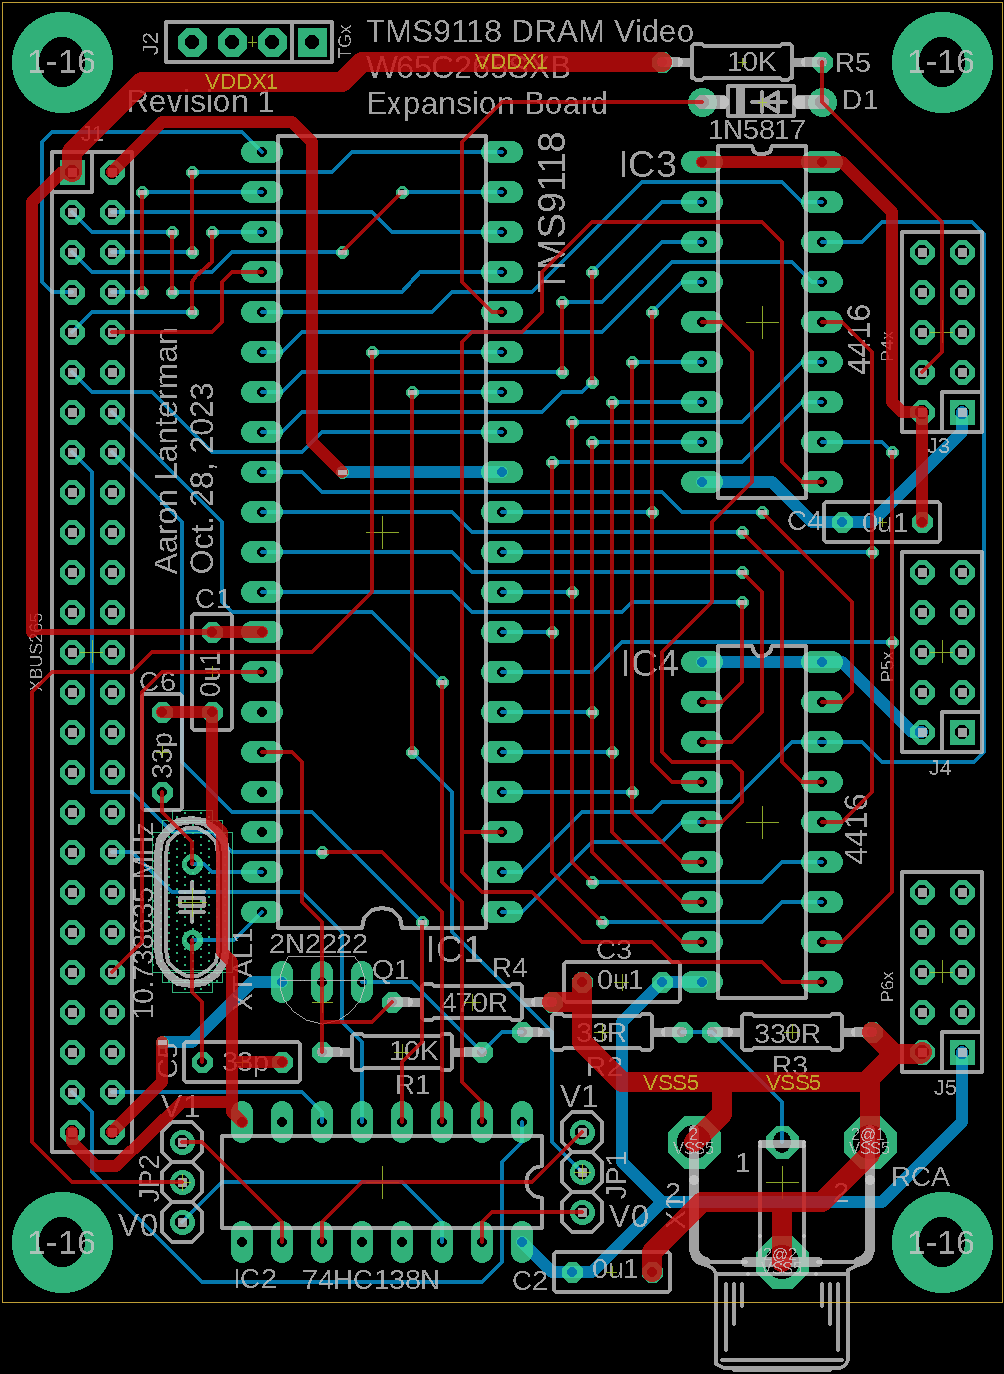 1-16
J2
TGx
TMS9118 DRAM Video
W65C265SXB
Expansion Board
VDDX1
VDDX1
Revision 1
10K
R5
D1
1N5817
1-16
J1
TMS9118
IC3
4416
P4x
J3
C4
0u1
Aaron Lanterman
Oct. 28, 2023
XBUS265
C1
0u1
C6
33p
IC4
4416
P5x
J4
10.738635 MHz
XTAL1
2N2222
Q1
IC1
R4
470R
C3
0u1
P6x
J5
C5
33p
10K
R1
33R
R2
330R
R3
VSS5
VSS5
V1
JP2
V0
V1
JP1
V0
2
VSS5
2@1
VSS5
1
RCA
2
X1
2
2@2
VSS5
IC2
74HC138N
C2
0u1
1-16
1-16